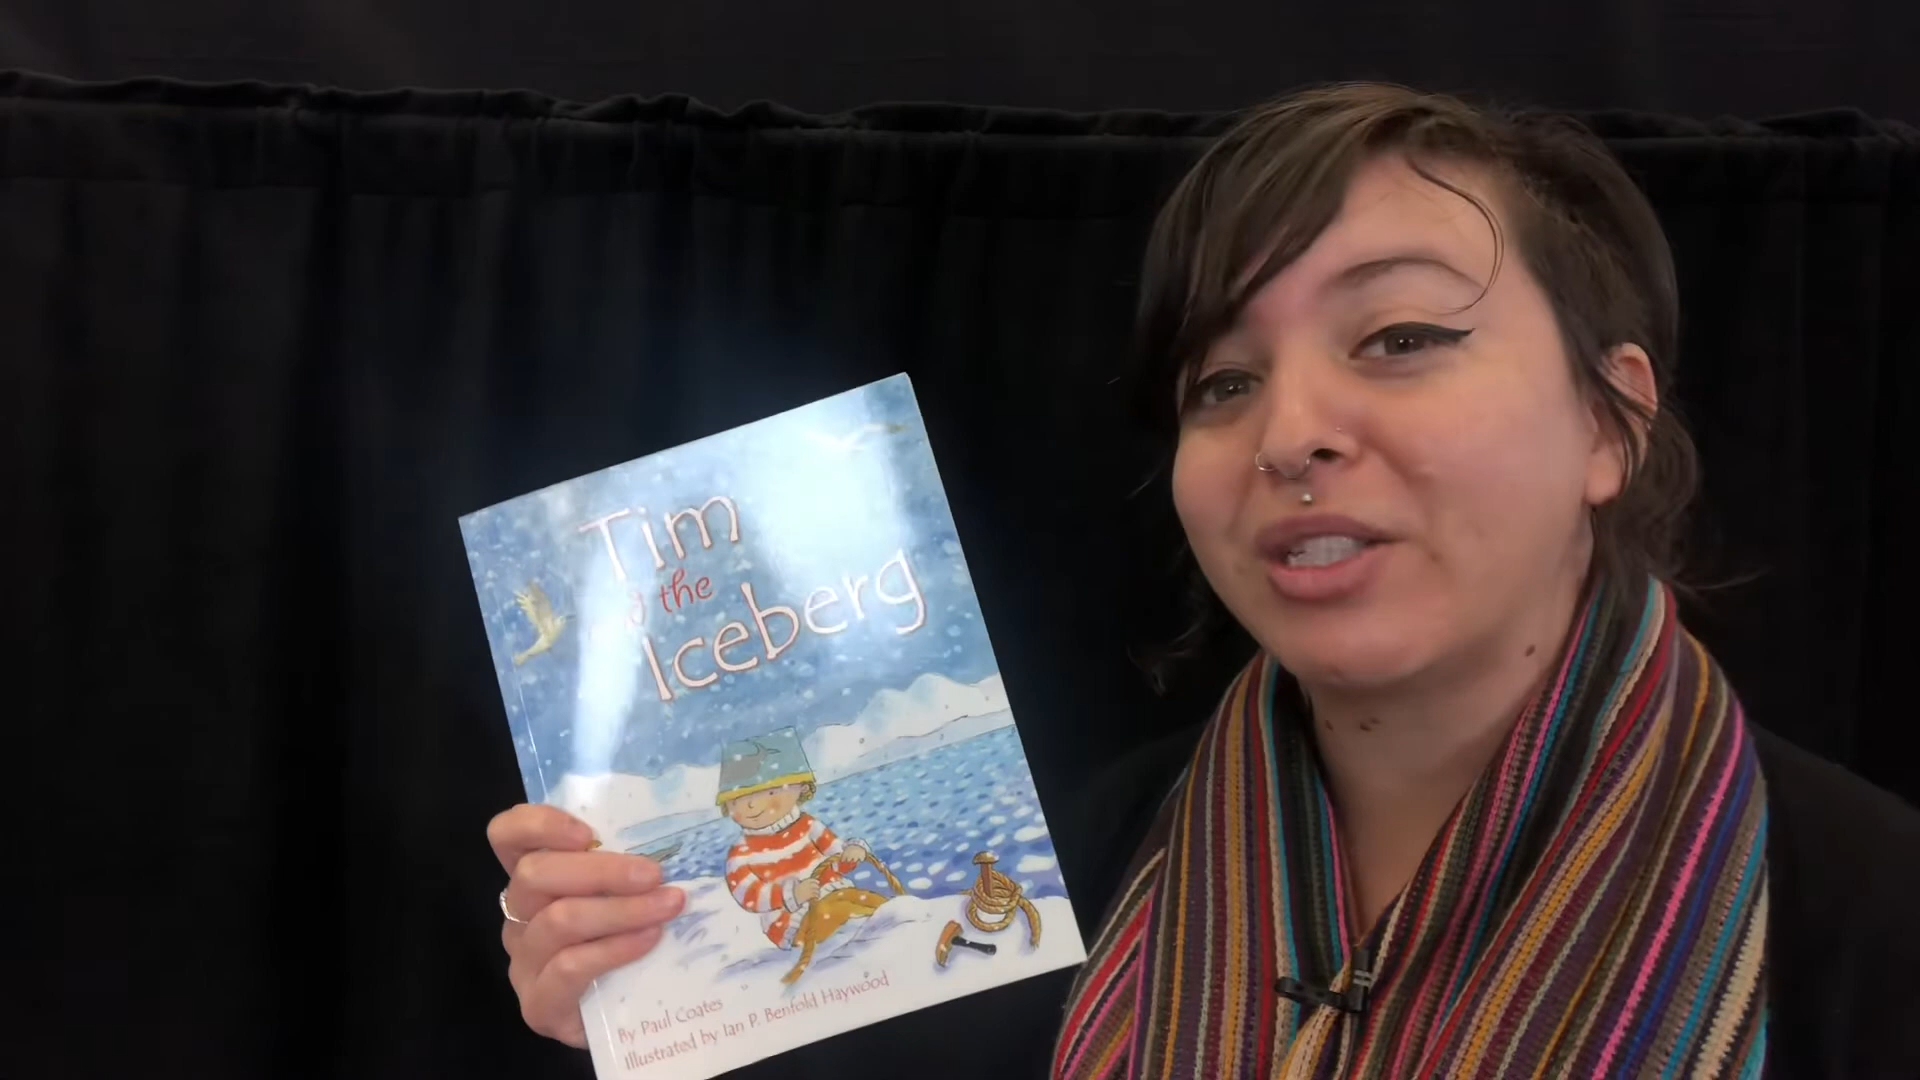 Tim
& the
Iceberg
By Paul Coates
Illustrated by Ian P. Benfold Haywood